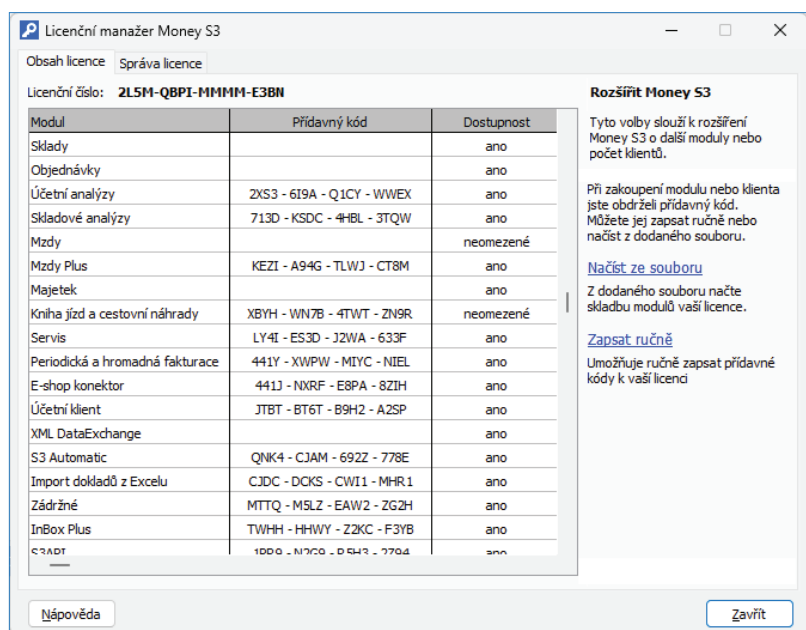 Licenční manažer Money S3
Obsah licence Správa licence
Licenční číslo: 2L5M-QBPI-MMMM-E3BN
Modul Přídavný kód Dostupnost
Sklady ano
Objednávky ano
Účetní analýzy 2XS3 - 6I9A - Q1CY - WWEX ano
Skladové analýzy 713D - KSDC - 4HBL - 3TQW ano
Mzdy neomezené
Mzdy Plus KEZI - A94G - TLWJ - CT8M ano
Majetek ano
Kniha jízd a cestovní náhrady XBYH - WN7B - 4TWT - ZN9R neomezené
Servis LY4I - ES3D - J2WA - 633F ano
Periodická a hromadná fakturace 441Y - XWPW - MIYC - NIEL ano
E-shop konektor 441J - NXRF - E8PA - 8ZIH ano
Účetní klient JTBT - BT6T - B9H2 - A2SP ano
XML DataExchange ano
S3 Automatic QNK4 - CJAM - 692Z - 778E ano
Import dokladů z Excelu CJDC - DCKS - CWI1 - MHR1 ano
Zádržné MTTQ - M5LZ - EAW2 - ZG2H ano
InBox Plus TWHH - HHWY - Z2KC - F3YB ano
S3API ano
Rozšířit Money S3
Tyto volby slouží k rozšíření
Money S3 o další moduly nebo
počet klientů.
Při zakoupení modulu nebo klienta
jste obdrželi přídavný kód.
Můžete jej zapsat ručně nebo
načíst z dodaného souboru.
Načíst ze souboru
Z dodaného souboru načte
skladbu modulů vaší licence.
Zapsat ručně
Umožňuje ručně zapsat přídavné
kódy k vaší licenci
Nápověda Zavřít